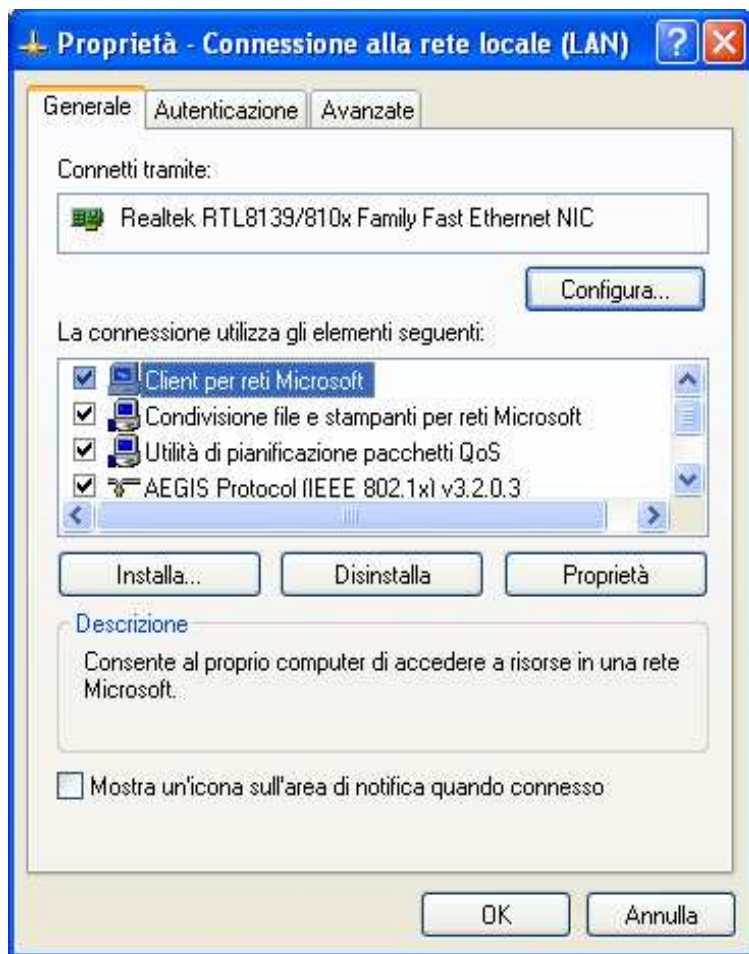 Proprietà - Connessione alla rete locale (LAN)
Generale
Autenticazione
Avanzate
Connetti tramite:
Realtek RTL8139/810x Family Fast Ethernet NIC
Configura...
La connessione utilizza gli elementi seguenti:
Client per reti Microsoft
Condivisione file e stampanti per reti Microsoft
Utilità di pianificazione pacchetti QoS
AEGIS Protocol (IEEE 802.1x) v3.2.0.3
Installa...
Disinstalla
Proprietà
Descrizione
Consente al proprio computer di accedere a risorse in una rete
Microsoft.
Mostra un'icona sull'area di notifica quando connesso
OK
Annulla